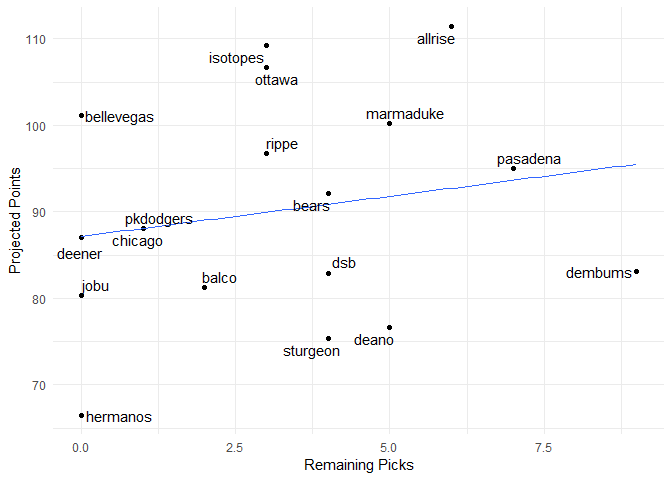 110
100
90
80
70
Projected Points
allrise
isotopes
ottawa
bellevegas
marmaduke
rippe
pasadena
bears
pkdodgers
chicago
deener
dsb
dembums
balco
jobu
deano
sturgeon
hermanos
0.0
2.5
5.0
7.5
Remaining Picks